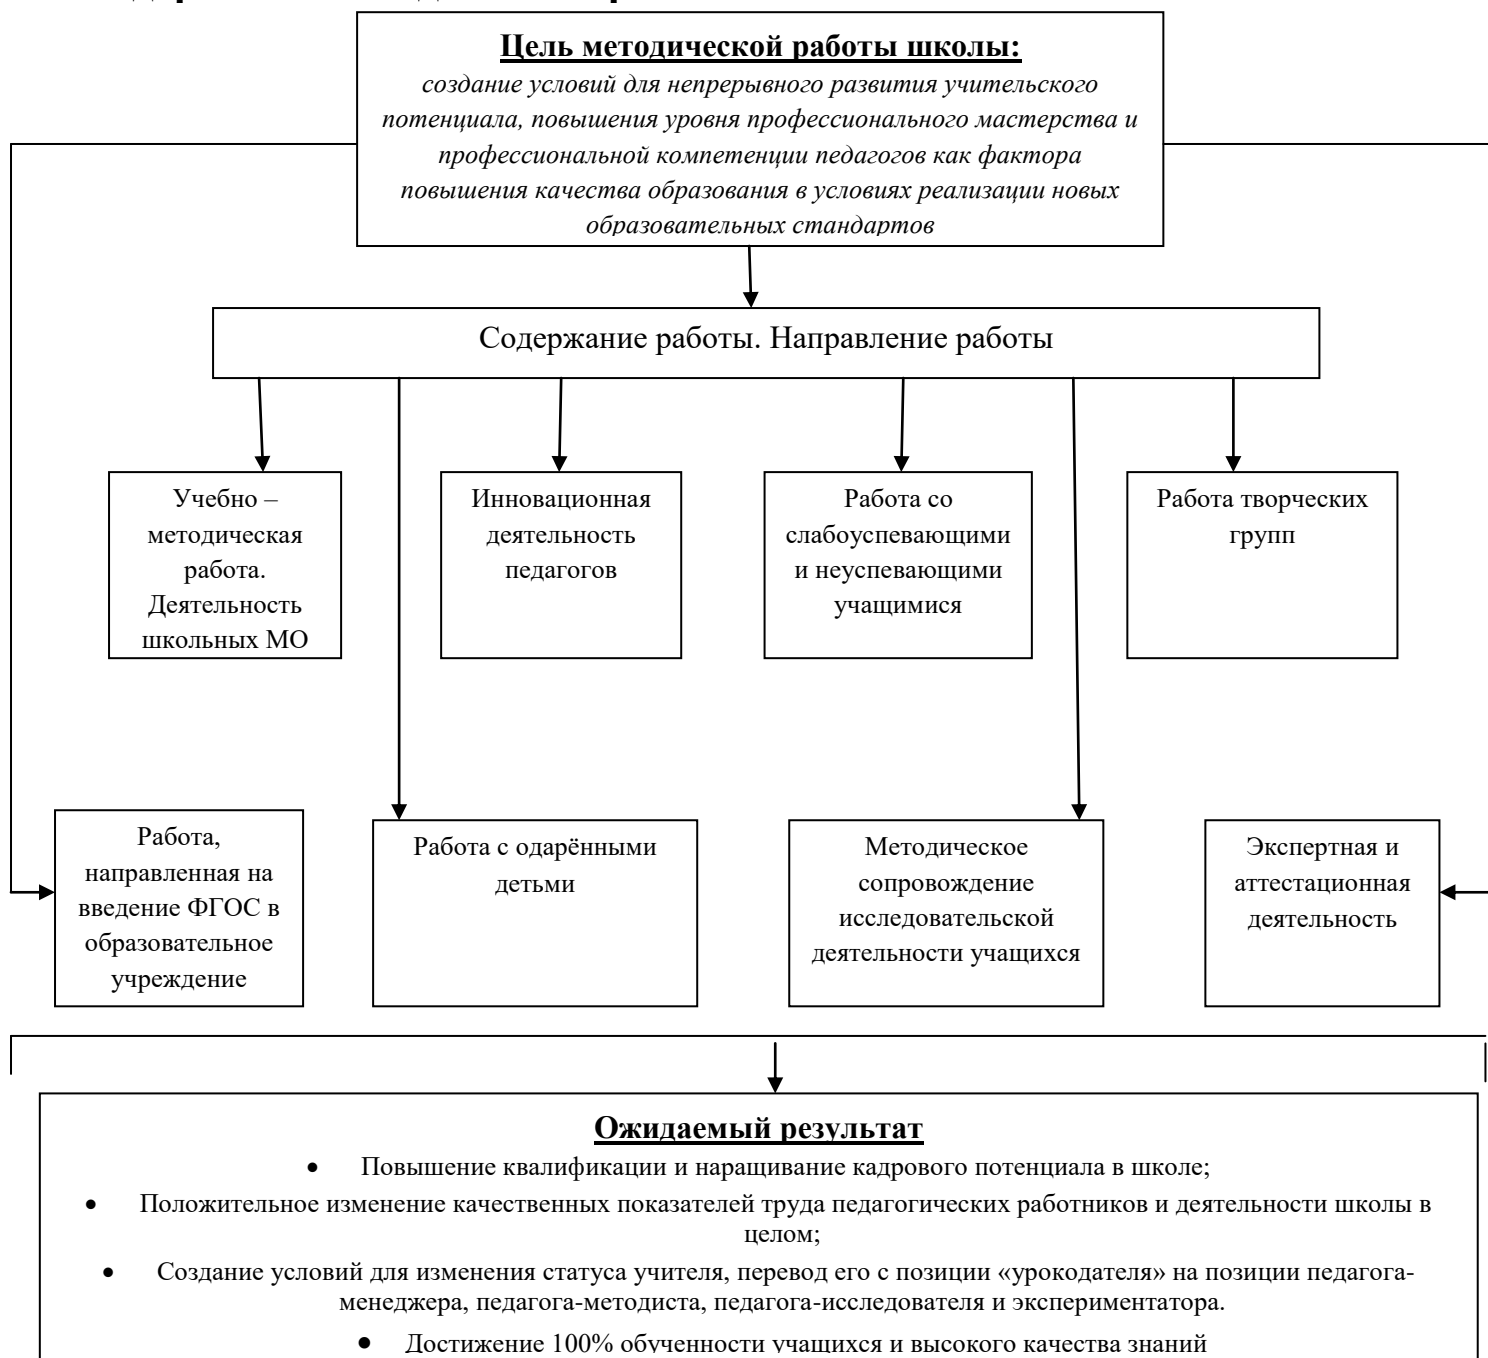 Цель методической работы школы:
создание условий для непрерывного развития учительского
потенциала, повышения уровня профессионального мастерства и
профессиональной компетенции педагогов как фактора
повышения качества образования в условиях реализации новых
образовательных стандартов
Содержание работы. Направление работы
Учебно –
методическая
работа.
Деятельность
школьных МО
Инновационная
деятельность
педагогов
Работа со
слабоуспевающими
и неуспевающими
учащимися
Работа творческих
групп
Работа,
направленная на
введение ФГОС в
образовательное
учреждение
Работа с одарёнными
детьми
Методическое
сопровождение
исследовательской
деятельности учащихся
Экспертная и
аттестационная
деятельность
Ожидаемый результат
• Повышение квалификации и наращивание кадрового потенциала в школе;
• Положительное изменение качественных показателей труда педагогических работников и деятельности школы в
целом;
• Создание условий для изменения статуса учителя, перевод его с позиции «урокодателя» на позиции педагога-
менеджера, педагога-методиста, педагога-исследователя и экспериментатора.
• Достижение 100% обученности учащихся и высокого качества знаний